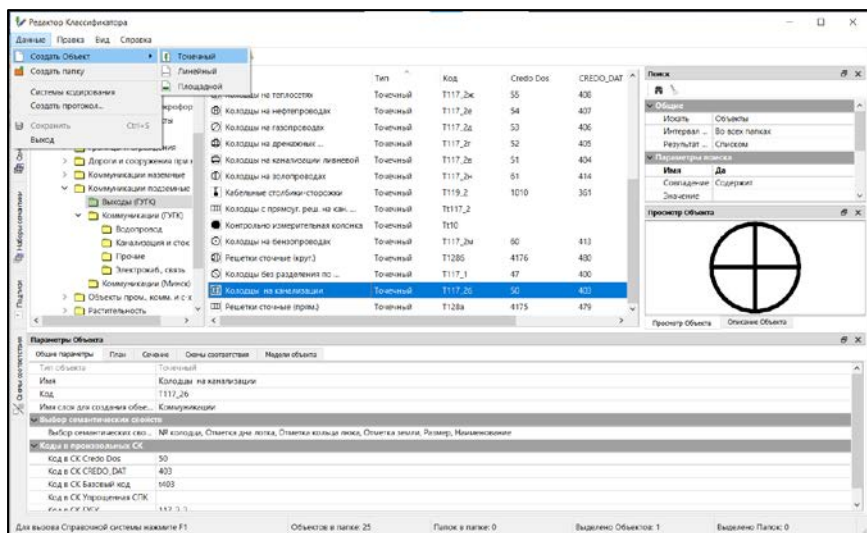 Редактор Классификатора
Данные Правка Вид Справка
Создать Объект
Создать папку
Системы кодирования
Создать протокол...
Сохранить Ctrl+S
Выход
Точечный
Линейный
Площадной
Тип Код Credo Dos CREDO_DAT
Колодцы на теплосетях Точечный Т117_2ж 55 408
Колодцы на нефтепроводах Точечный Т117_2е 54 407
Колодцы на газопроводах Точечный Т117_2д 53 406
Колодцы на дренажных ... Точечный Т117_2г 52 405
Колодцы на канализации ливневой Точечный Т117_2в 51 404
Колодцы на золопроводах Точечный Т117_2н 61 414
Кабельные столбики-сторожки Точечный Т119_2 1010 361
Колодцы с прямоуг. реш. на кан. ... Точечный Tt117_2
Контрольно измерительная колонка Точечный Tt10
Колодцы на бензопроводах Точечный Т117_2м 60 413
Решетки сточные (круг.) Точечный Т128б 4176 480
Колодцы без разделения по ... Точечный Т117_1 47 400
Колодцы на канализации Точечный Т117_2б 50 403
Решетки сточные (прям.) Точечный Т128а 4175 479
Дороги и сооружения при
Коммуникации наземные
Коммуникации подземные
Выходы (ГУГК)
Коммуникации (ГУГК)
Водопровод
Канализация и сток
Прочие
Электрокаб., связь
Коммуникации (Минск)
Объекты пром., комм. и с-х
Растительность
Наборы семантики
Подписи
Схемы соответствия
Поиск
Общие
Искать Объекты
Интервал ... Во всех папках
Результат ... Списком
Параметры поиска
Имя Да
Совпадение Содержит
Значение
Просмотр Объекта
Просмотр Объекта Описание Объекта
Параметры Объекта
Общие параметры План Сечение Схемы соответствия Модели объекта
Тип объекта Точечный
Имя Колодцы на канализации
Код Т117_2б
Имя слоя для создания объе... Коммуникации
Выбор семантических свойств
Выбор семантических сво... № колодца, Отметка дна лотка, Отметка кольца люка, Отметка земли, Размер, Наименование
Коды в произвольных СК
Код в СК Credo Dos 50
Код в СК CREDO_DAT 403
Код в СК Базовый код t403
Код в СК Упрощенная СПК
Для вызова Справочной системы нажмите F1 Объектов в папке: 25 Папок в папке: 0 Выделено Объектов: 1 Выделено Папок: 0